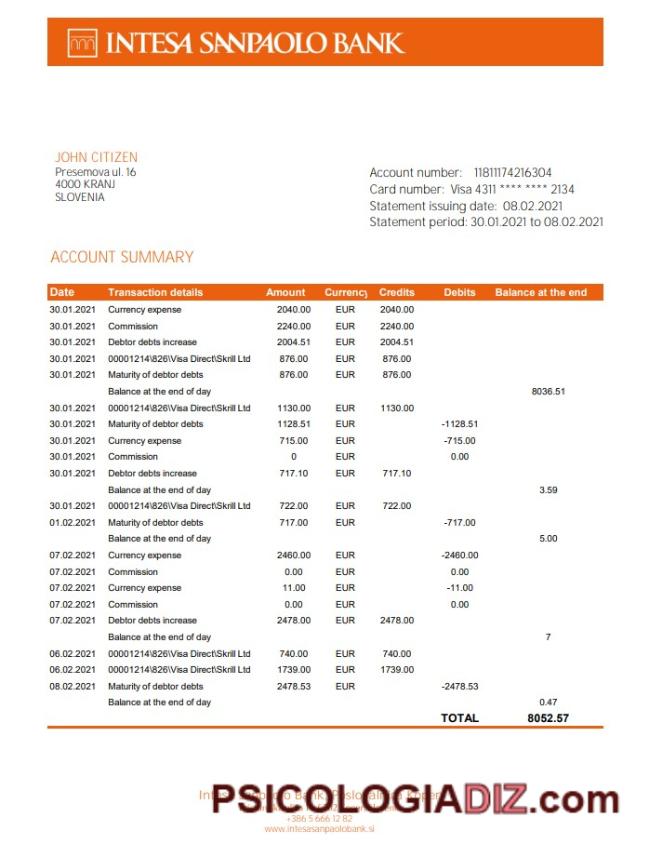 INTESA SANPAOLO BANK
JOHN CITIZEN
Presemova ul. 16
4000 KRANJ
SLOVENIA
Account number: 11811174216304
Card number: Visa 4311 **** **** 2134
Statement issuing date: 08.02.2021
Statement period: 30.01.2021 to 08.02.2021
ACCOUNT SUMMARY
Date Transaction details Amount Currency Credits Debits Balance at the end
30.01.2021 Currency expense 2040.00 EUR 2040.00
30.01.2021 Commission 2240.00 EUR 2240.00
30.01.2021 Debtor debts increase 2004.51 EUR 2004.51
30.01.2021 00001214\826\Visa Direct\Skrill Ltd 876.00 EUR 876.00
30.01.2021 Maturity of debtor debts 876.00 EUR 876.00
Balance at the end of day 8036.51
30.01.2021 00001214\826\Visa Direct\Skrill Ltd 1130.00 EUR 1130.00
30.01.2021 Maturity of debtor debts 1128.51 EUR -1128.51
30.01.2021 Currency expense 715.00 EUR -715.00
30.01.2021 Commission 0 EUR 0.00
30.01.2021 Debtor debts increase 717.10 EUR 717.10
Balance at the end of day 3.59
30.01.2021 00001214\826\Visa Direct\Skrill Ltd 722.00 EUR 722.00
01.02.2021 Maturity of debtor debts 717.00 EUR -717.00
Balance at the end of day 5.00
07.02.2021 Currency expense 2460.00 EUR -2460.00
07.02.2021 Commission 0.00 EUR 0.00
07.02.2021 Currency expense 11.00 EUR -11.00
07.02.2021 Commission 0.00 EUR 0.00
07.02.2021 Debtor debts increase 2478.00 EUR 2478.00
Balance at the end of day 7
06.02.2021 00001214\826\Visa Direct\Skrill Ltd 740.00 EUR 740.00
06.02.2021 00001214\826\Visa Direct\Skrill Ltd 1739.00 EUR 1739.00
08.02.2021 Maturity of debtor debts 2478.53 EUR -2478.53
Balance at the end of day 0.47
TOTAL 8052.57
PSICOLOGIADIZ.com
+386 5 666 12 82
www.intesasanpaolobank.si